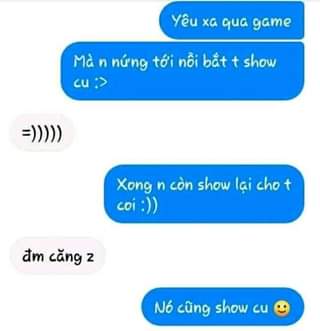 Yêu xa qua game
Mà n nứng tới nỗi bắt t show
cu :>
=)))))
Xong n còn show lại cho t
coi :))
đm căng z
Nó cũng show cu 🙂